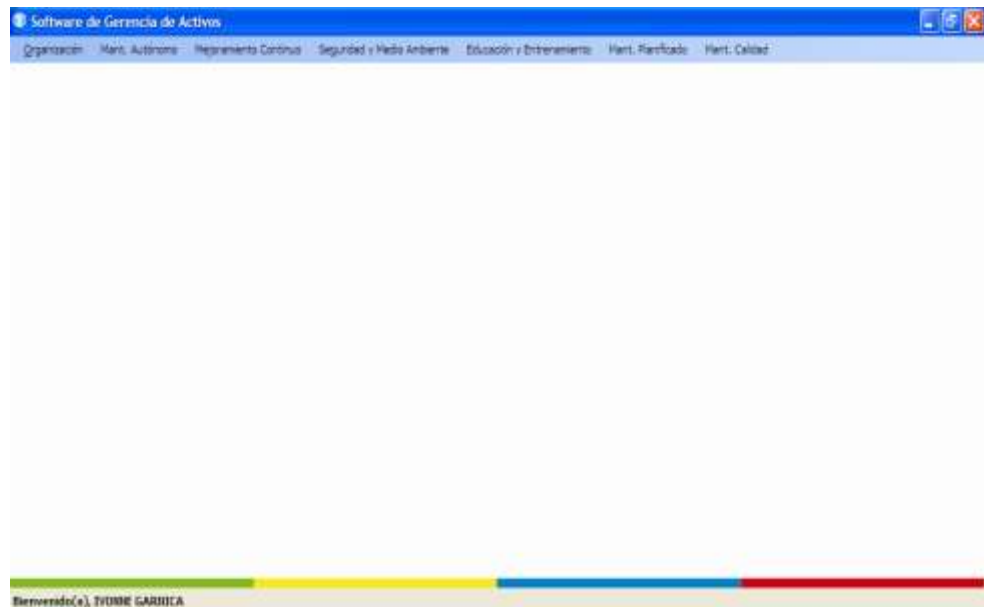 Software de Gerencia de Activos
Organización Mant. Autónomo Mejoramiento Continuo Seguridad y Medio Ambiente Educación y Entrenamiento Mant. Planificado Mant. Calidad
Bienvenido(a), IVONNE GARNICA